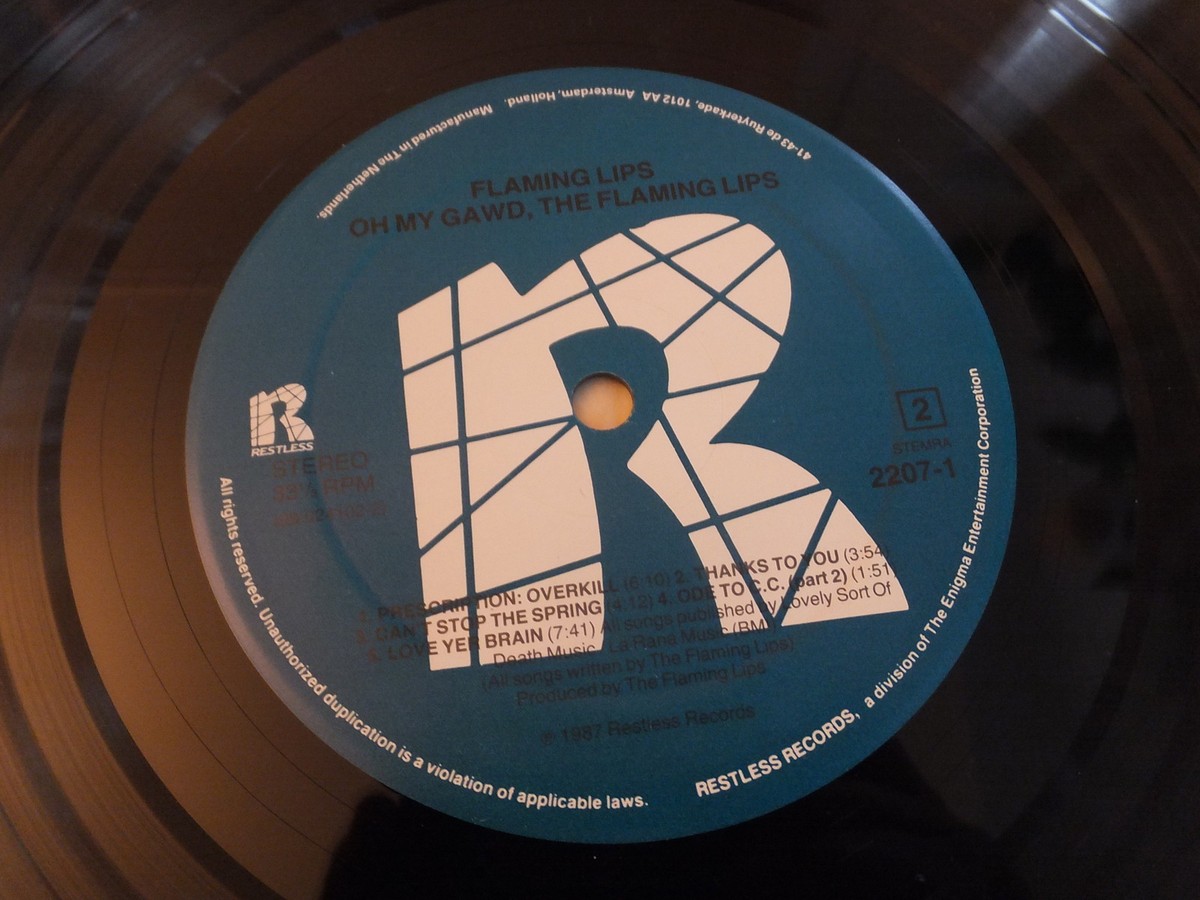 Manufactured in The Netherlands.
Amsterdam, Holland.
41-43 de Ruyterkade, 1012 AA
FLAMING LIPS
OH MY GAWD, THE FLAMING LIPS
RESTLESS
STEREO
33⅓ RPM
2
STEMRA
2207-1
1. PRESCRIPTION: OVERKILL (6:10) 2. THANKS TO YOU (3:54)
3. CAN'T STOP THE SPRING (4:12) 4. ODE TO C.C. (part 2) (1:51)
5. LOVE YER BRAIN (7:41) All songs published by Lovely Sort Of
Death Music, La Rana Music (BMI)
(All songs written by The Flaming Lips)
Produced by The Flaming Lips
℗ 1987 Restless Records
All rights reserved. Unauthorized duplication is a violation of applicable laws.
RESTLESS RECORDS, a division of The Enigma Entertainment Corporation